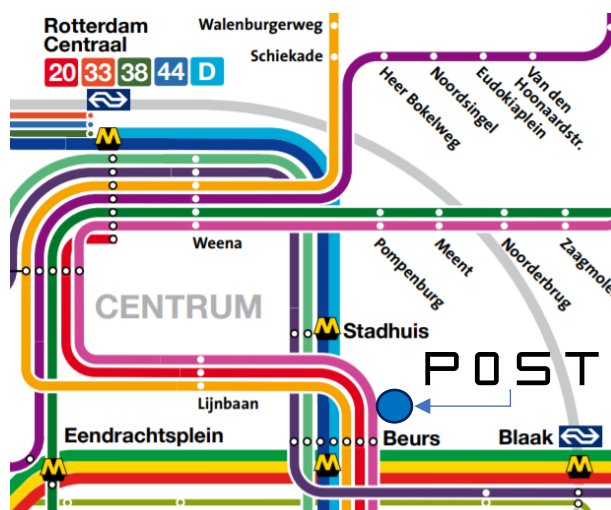 Rotterdam
Centraal
20 33 38 44 D
Walenburgerweg
Schiekade
Heer Bokelweg
Noordsingel
Eudokiaplein
Van den
Hoonaardstr.
M
Weena
Pompenburg
Meent
Noorderbrug
Zaagmole
CENTRUM
M
Stadhuis
POST
Lijnbaan
Eendrachtsplein
Beurs
Blaak
M
M
M